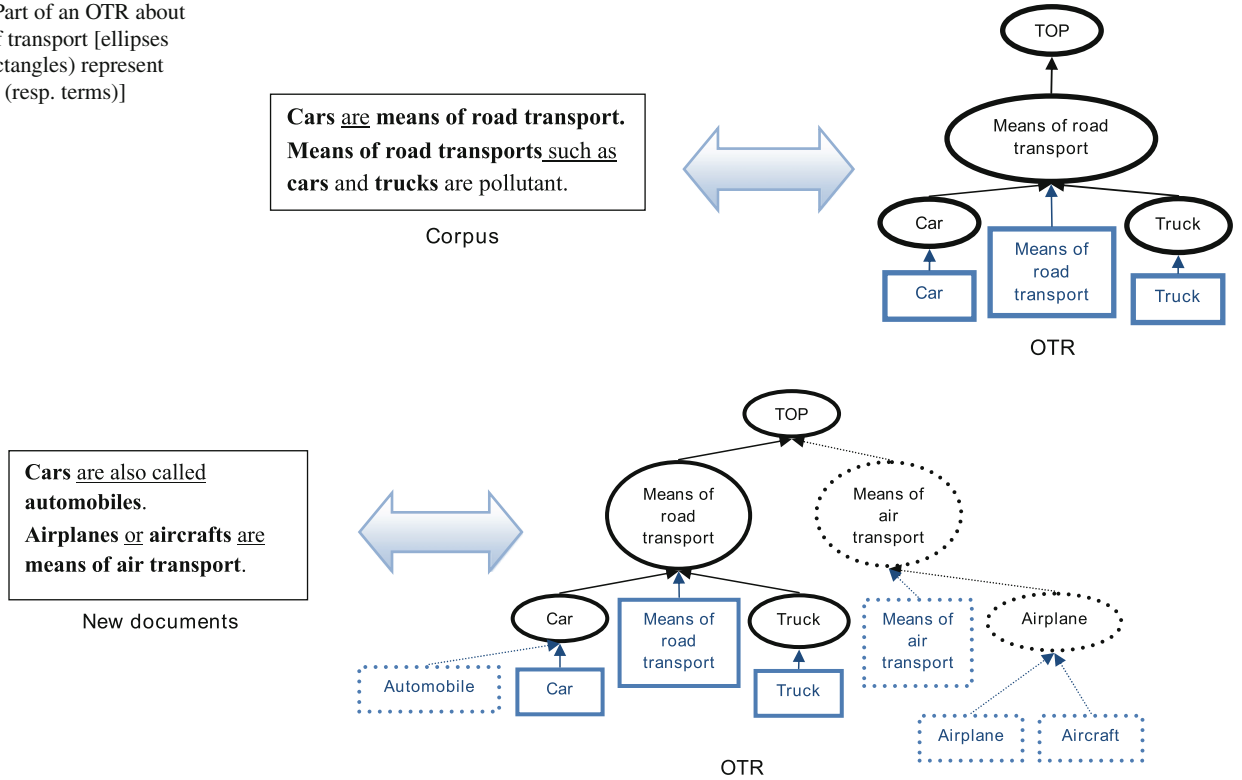 Part of an OTR about
f transport [ellipses
ctangles) represent
(resp. terms)]
TOP
Means of road
transport
Cars are means of road transport.
Means of road transports such as
cars and trucks are pollutant.
Corpus
Car
Truck
Means of
road
transport
Car
Truck
OTR
TOP
Cars are also called
automobiles.
Airplanes or aircrafts are
means of air transport.
New documents
Means of
road
transport
Means of
air
transport
Car
Means of
road
transport
Truck
Means of
air
transport
Airplane
Automobile
Car
Truck
Airplane
Aircraft
OTR